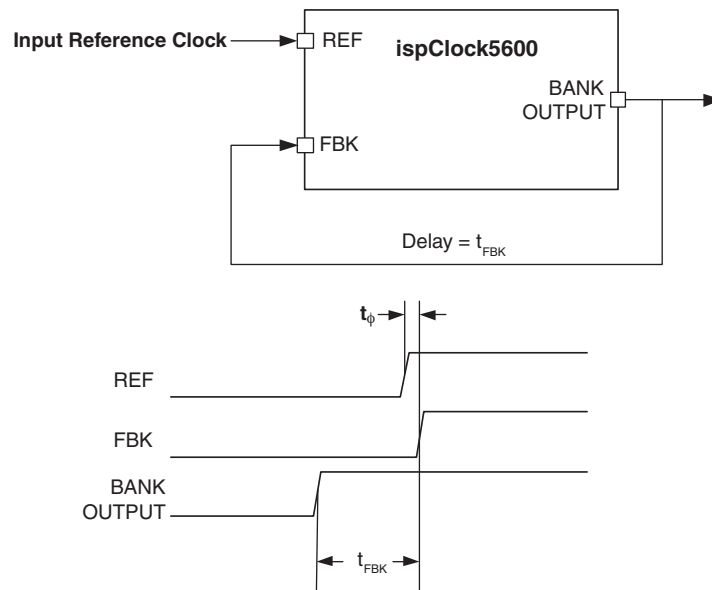 Input Reference Clock
REF
ispClock5600
BANK
OUTPUT
FBK
Delay = tFBK
tϕ
REF
FBK
BANK
OUTPUT
tFBK